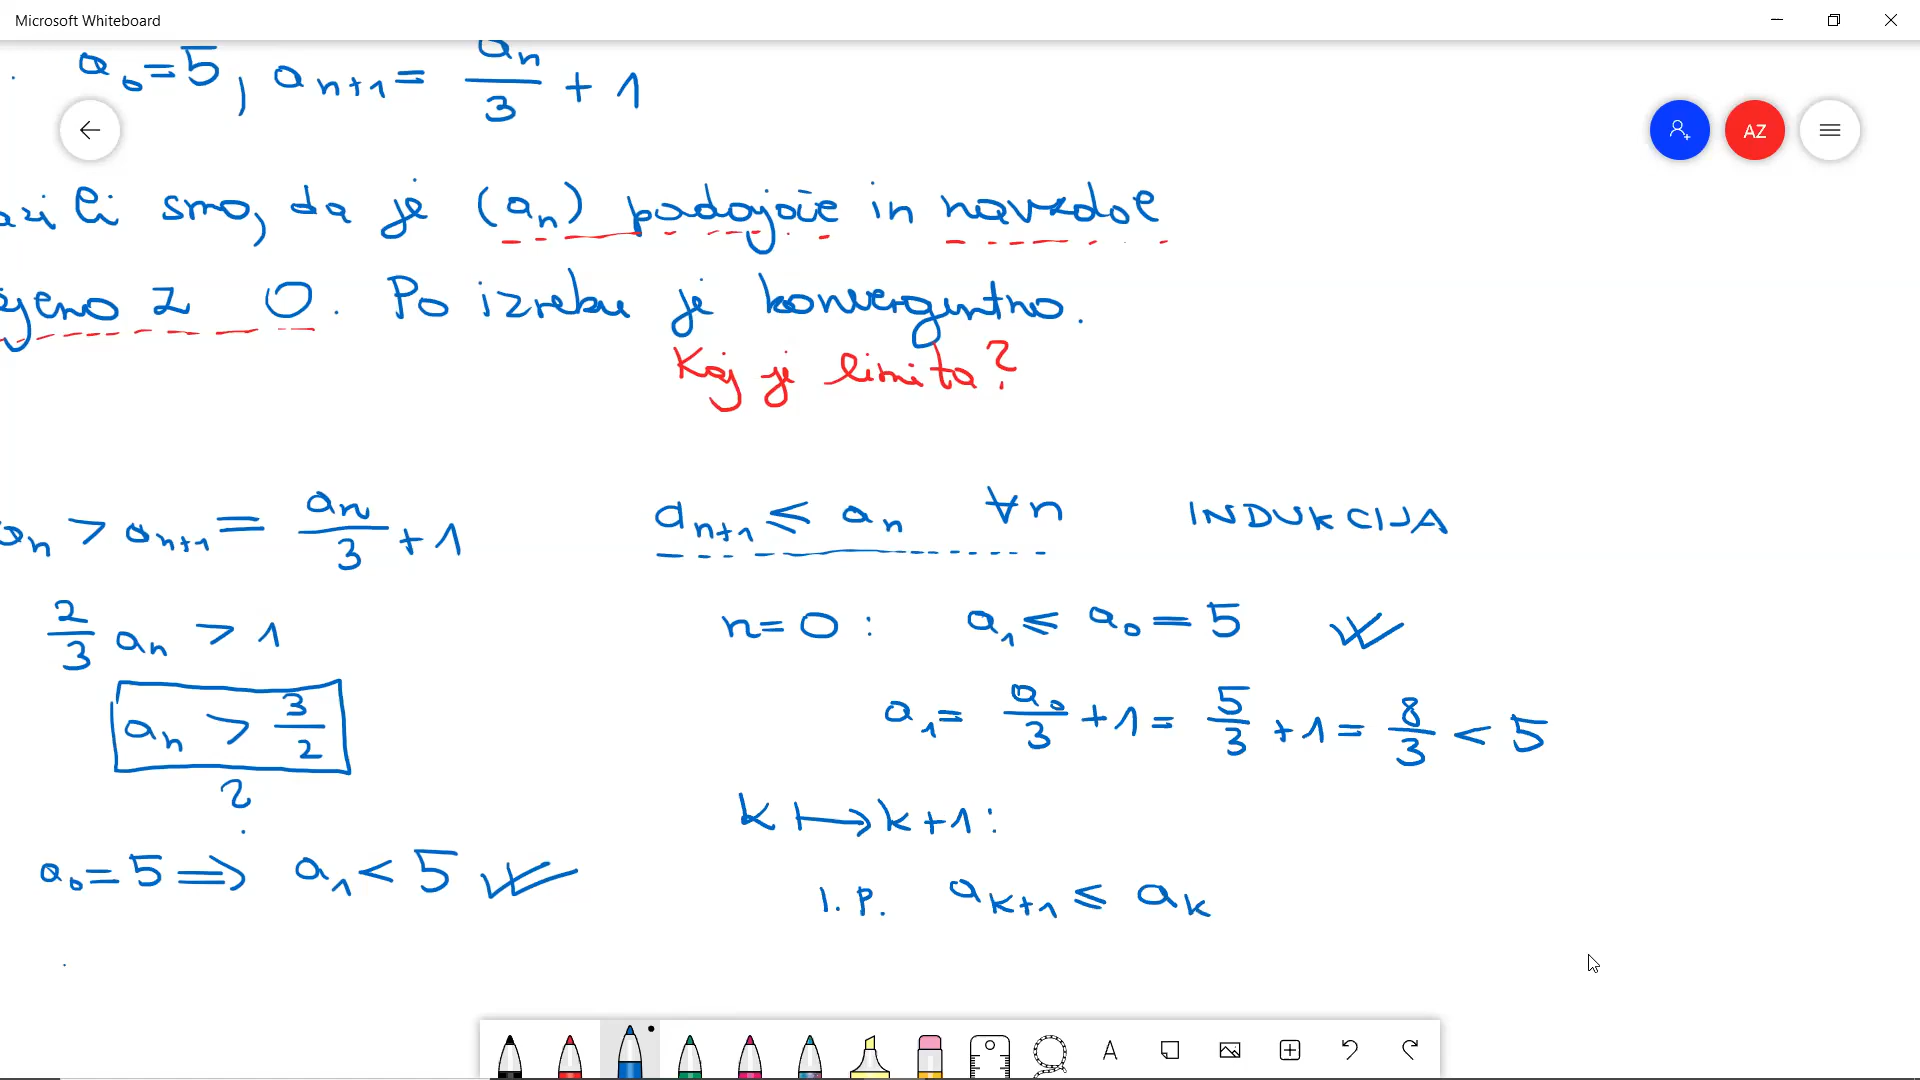 Microsoft Whiteboard
a₀=5, aₙ₊₁= aₙ/3 + 1
AZ
smo, da je (aₙ) padajoče in navzdol
z 0. Po izreku je konvergentno.
Kaj je limita?
aₙ > aₙ₊₁ = aₙ/3 + 1
aₙ₊₁ ≤ aₙ ∀n INDUKCIJA
2/3 aₙ > 1
n=0: a₁ ≤ a₀ = 5
aₙ > 3/2
?
a₁= a₀/3 +1= 5/3 +1= 8/3 < 5
k ↦ k+1:
a₀=5 ⟹ a₁ < 5
I.P. aₖ₊₁ ≤ aₖ
A